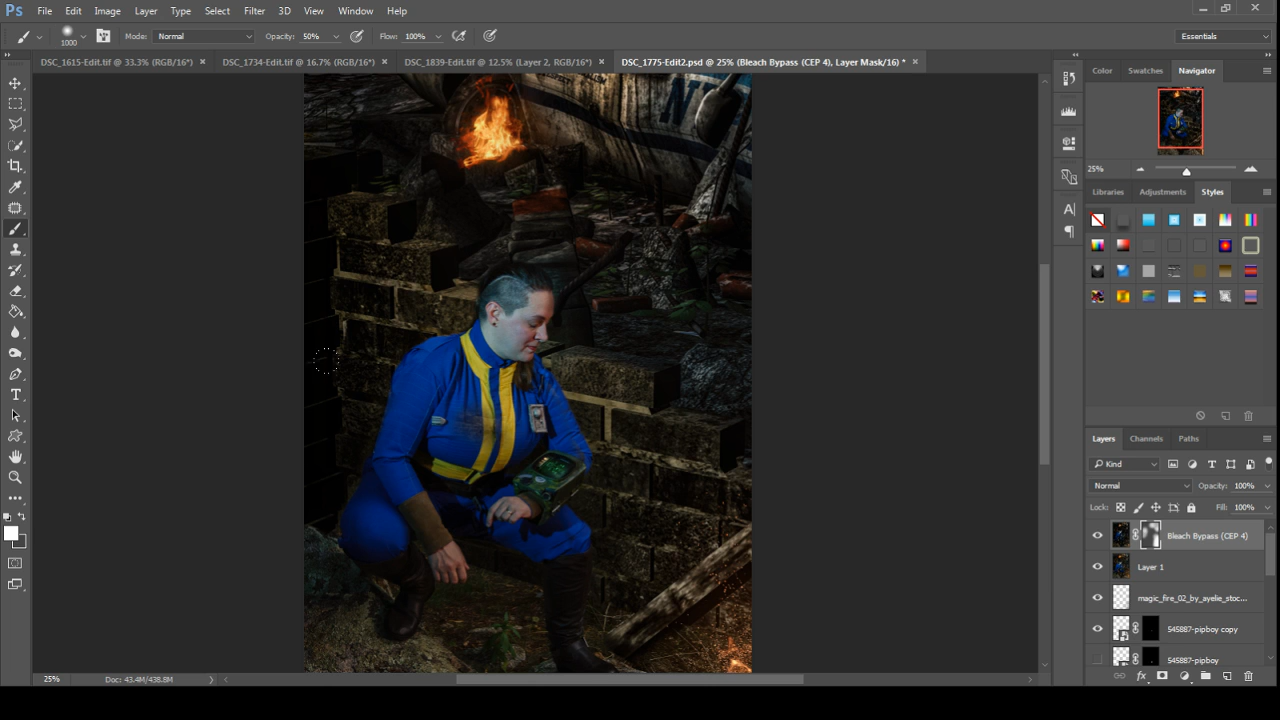 Ps File Edit Image Layer Type Select Filter 3D View Window Help
1000 Mode: Normal Opacity: 50% Flow: 100% Essentials
DSC_1615-Edit.tif @ 33.3% (RGB/16*) × DSC_1734-Edit.tif @ 16.7% (RGB/16*) × DSC_1839-Edit.tif @ 12.5% (Layer 2, RGB/16*) × DSC_1775-Edit2.psd @ 25% (Bleach Bypass (CEP 4), Layer Mask/16) * ×
Color Swatches Navigator
25%
Libraries Adjustments Styles
Layers Channels Paths
Kind
Normal Opacity: 100%
Lock: Fill: 100%
Bleach Bypass (CEP 4)
Layer 1
magic_fire_02_by_ayelie_stoc...
545887-pipboy copy
545887-pipboy
25% Doc: 43.4M/438.8M